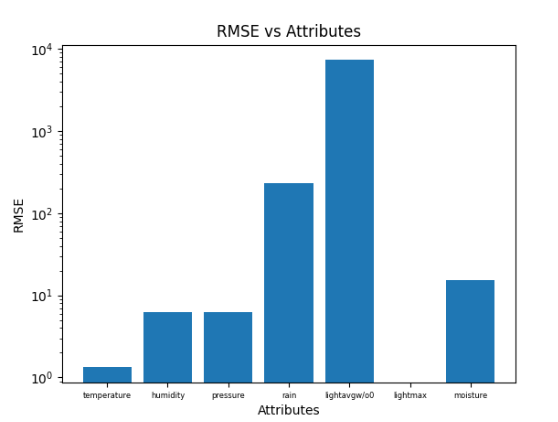 RMSE vs Attributes
10⁴
10³
10²
10¹
10⁰
RMSE
temperature humidity pressure rain lightavgw/o0 lightmax moisture
Attributes